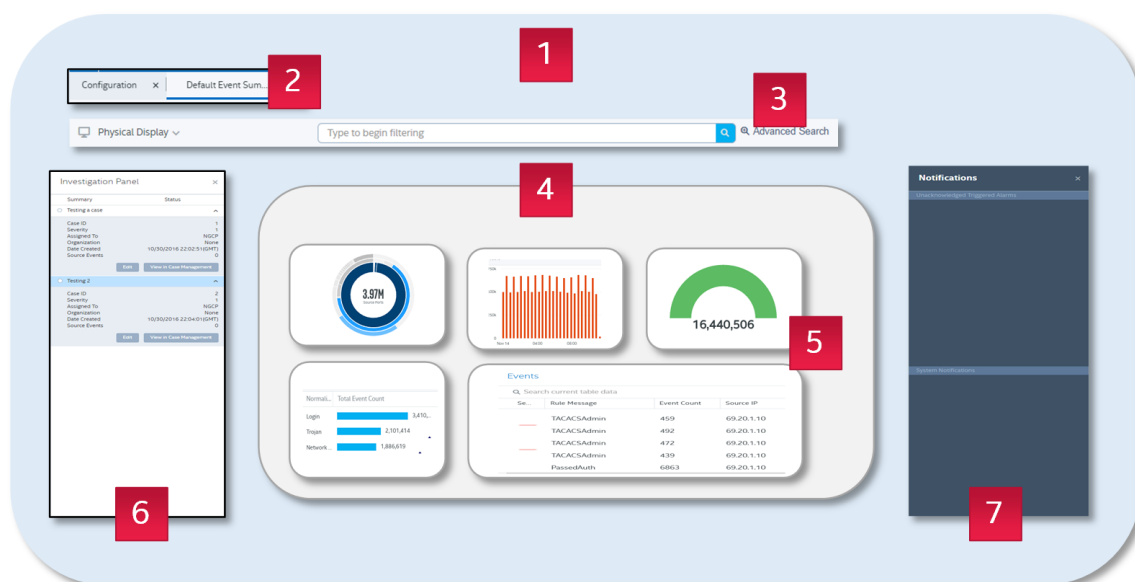 1
Configuration x Default Event Sum... 2
3
Physical Display Type to begin filtering Advanced Search
4
Investigation Panel ×
Summary Status
Testing a case
Case ID 1
Severity 1
Assigned To NGCP
Organization None
Date Created 10/30/2016 22:02:51(GMT)
Source Events 0
Edit View in Case Management
Testing 2
Case ID 2
Severity 1
Assigned To NGCP
Organization None
Date Created 10/30/2016 22:04:01(GMT)
Source Events 0
Edit View in Case Management
6
3.97M
Source Ports
Nov 14 04:00 08:00
16,440,506
5
Normali... Total Event Count
Login 3,410,..
Trojan 2,101,414
Network... 1,886,619
Events
Search current table data
Se... Rule Message Event Count Source IP
TACACSAdmin 459 69.20.1.10
TACACSAdmin 492 69.20.1.10
TACACSAdmin 472 69.20.1.10
TACACSAdmin 439 69.20.1.10
PassedAuth 6863 69.20.1.10
Notifications ×
Unacknowledged Triggered Alarms
System Notifications
7